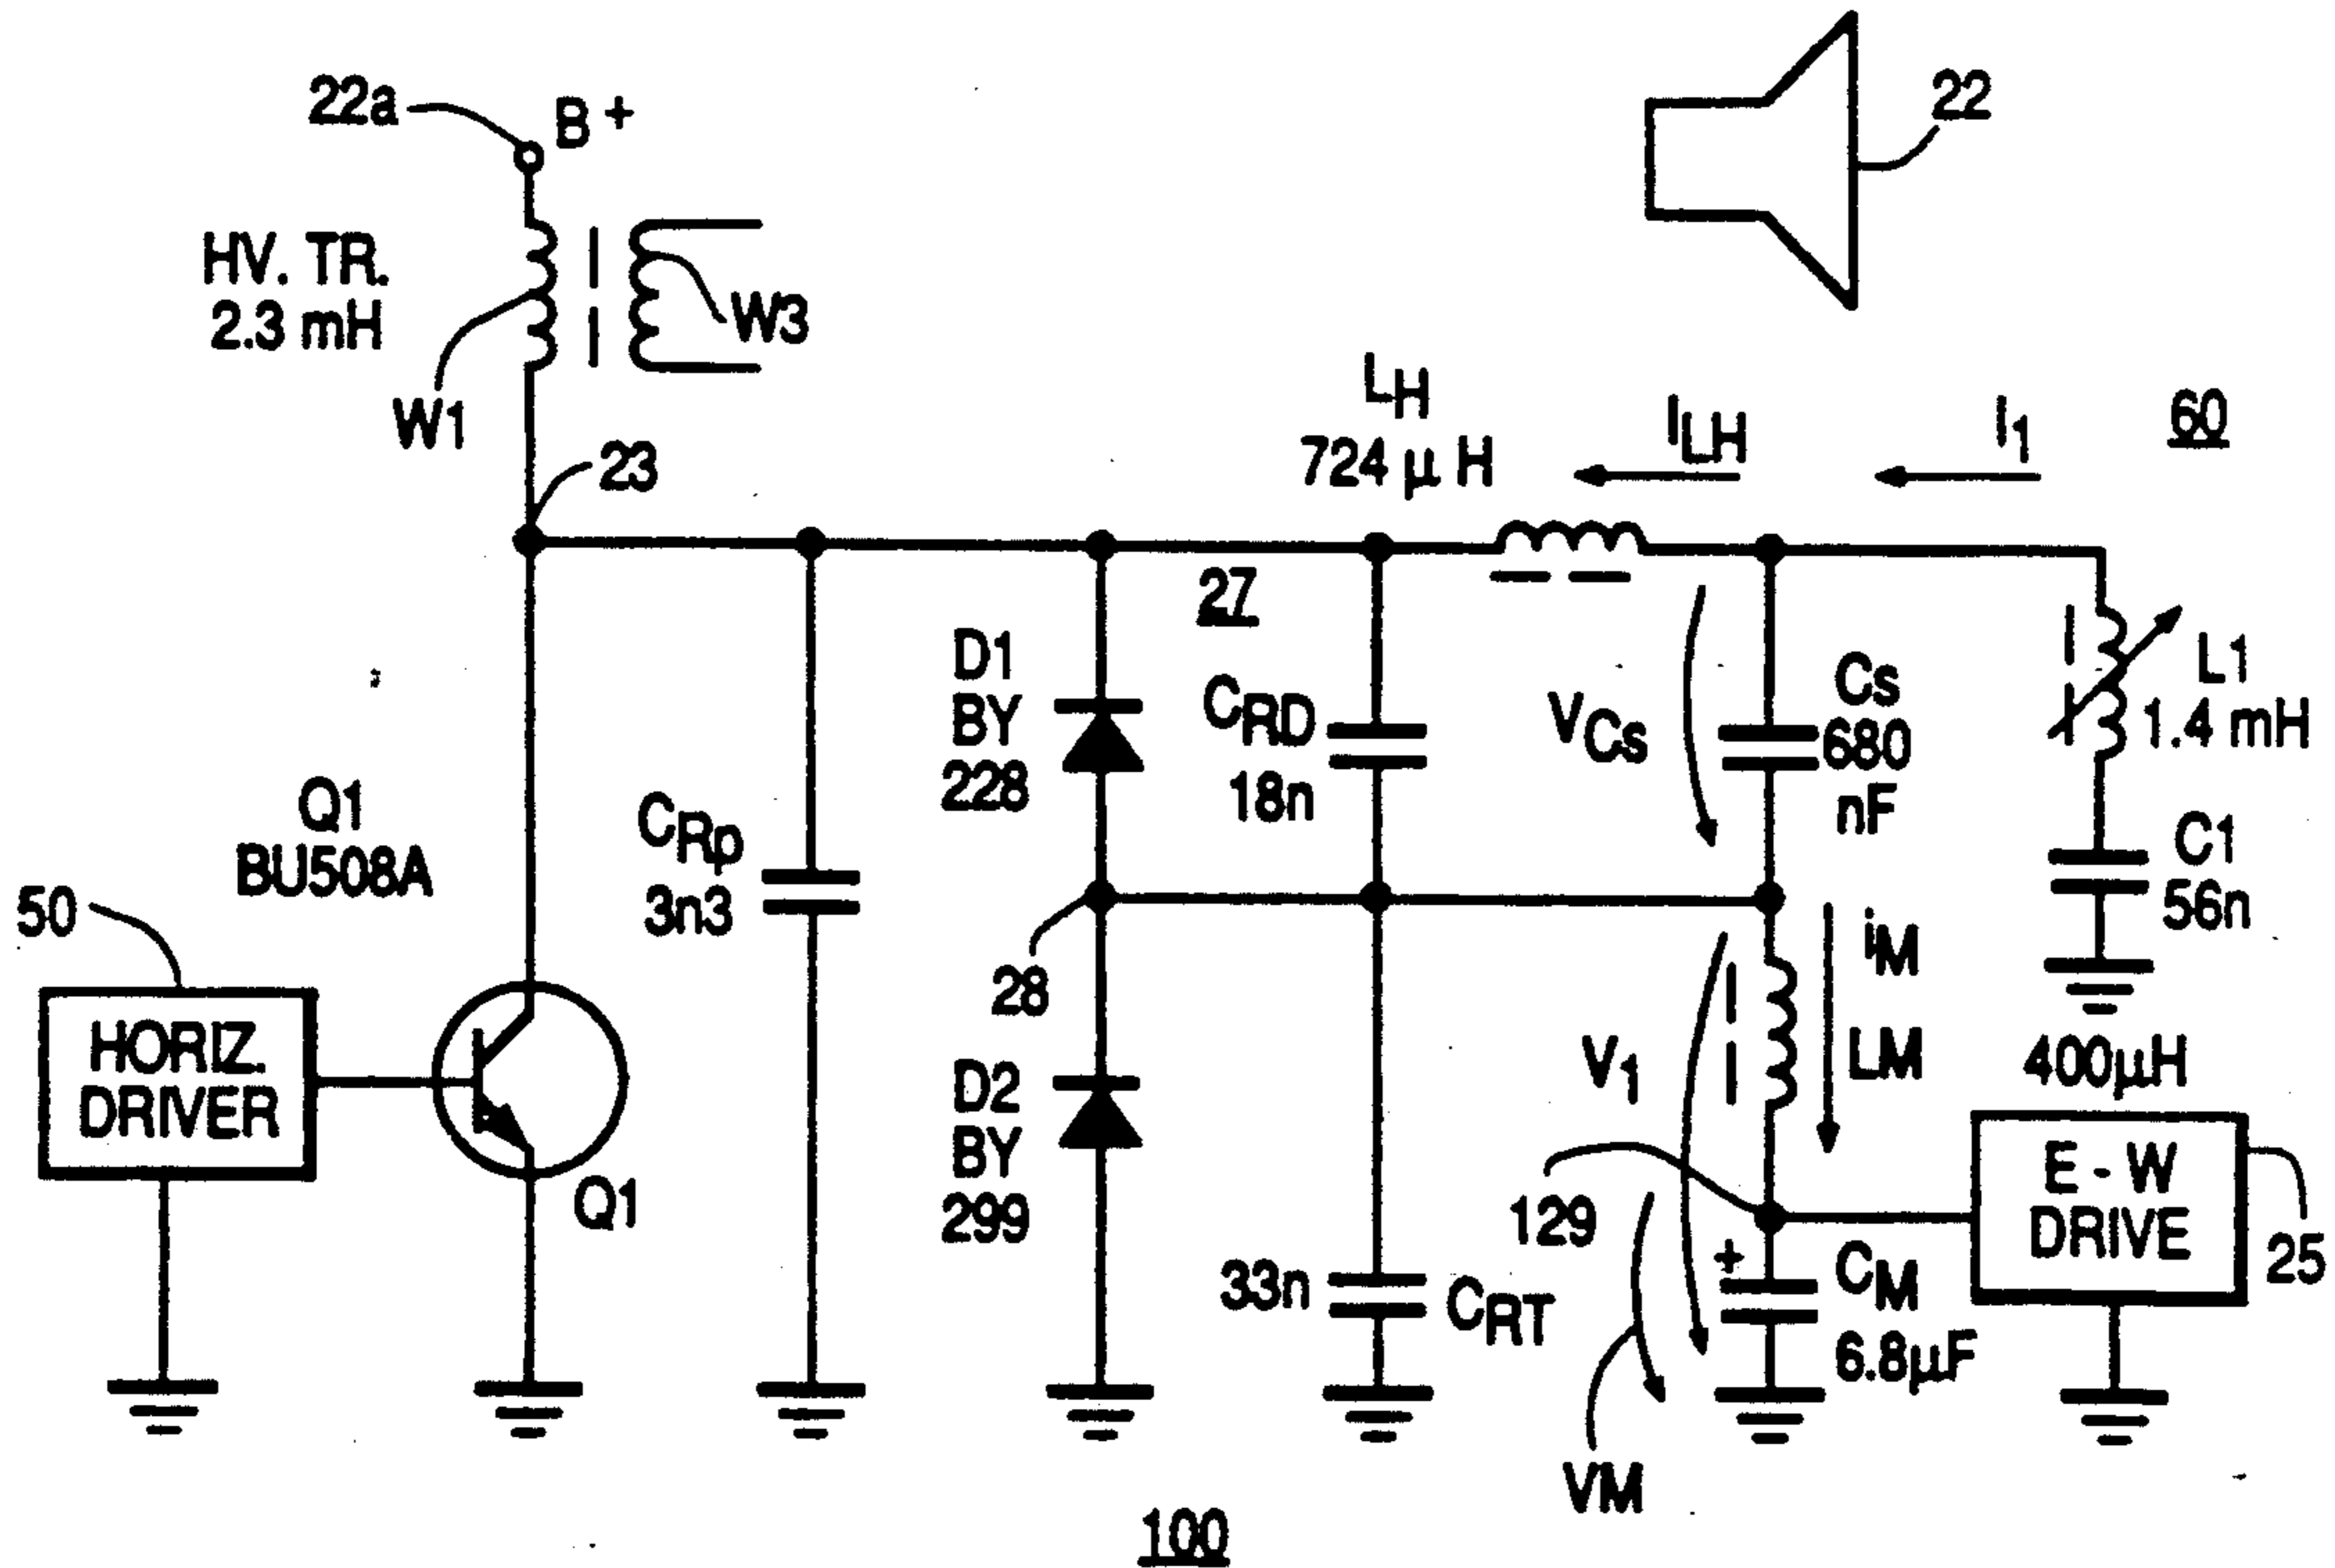 22a
B +
22
HV. TR.
2.3 mH
W3
W1
LH
724 μ H
ILH
I1
60
23
27
D1
BY
228
CRD
18n
VCs
Cs
680
nF
L1
1.4 mH
Q1
BU508A
CRp
3n3
C1
56n
50
28
iM
HORIZ.
DRIVER
D2
BY
299
V1
LM
400μH
Q1
129
E - W
DRIVE
25
33n
CRT
+
CM
6.8μF
VM
100